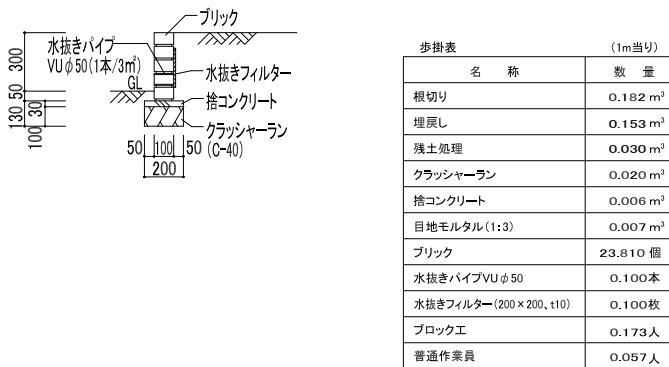 ブリック
水抜きパイプ
VUφ50(1本/3㎡)
GL
水抜きフィルター
捨コンクリート
クラッシャーラン
(C-40)
300
50
130
30
100
50 100 50
200
歩掛表 (1m当り)
名 称 数 量
根切り 0.182 m³
埋戻し 0.153 m³
残土処理 0.030 m³
クラッシャーラン 0.020 m³
捨コンクリート 0.006 m³
目地モルタル(1:3) 0.007 m³
ブリック 23.810 個
水抜きパイプVUφ50 0.100本
水抜きフィルター(200×200、t10) 0.100枚
ブロック工 0.173人
普通作業員 0.057人